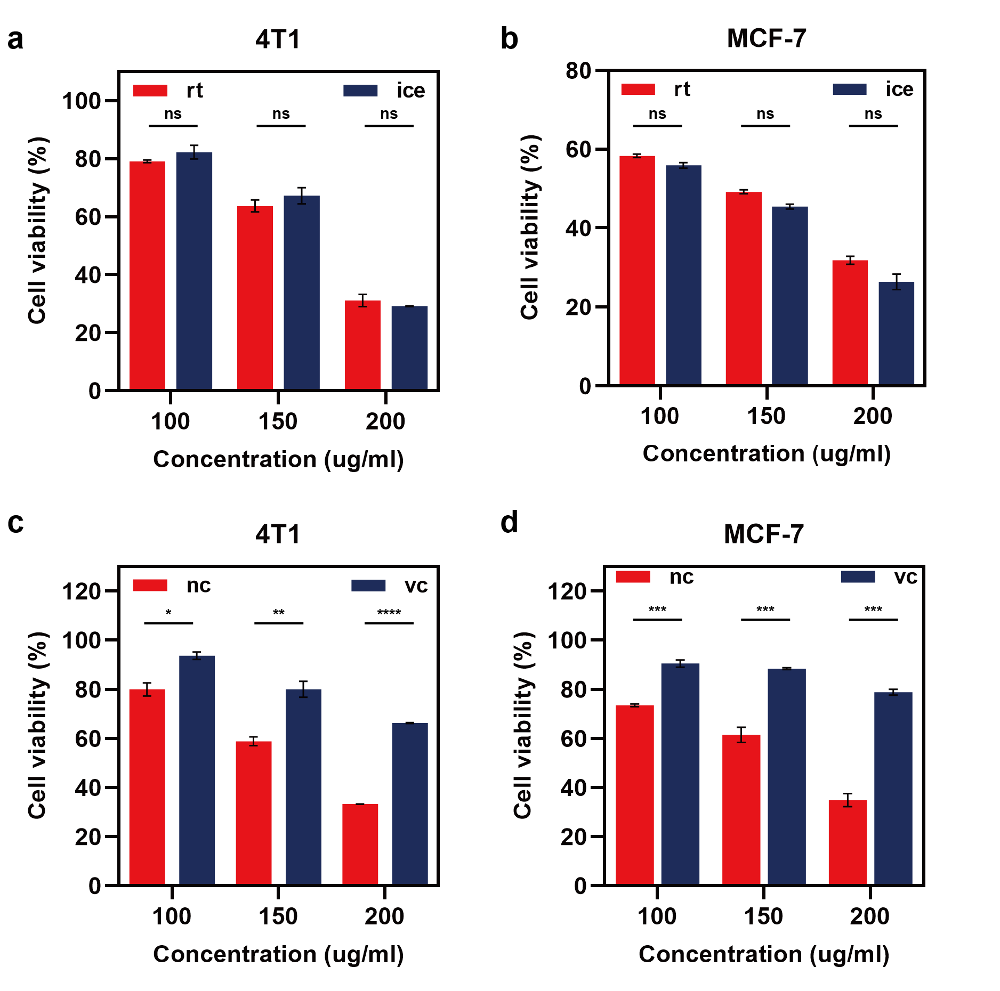 a
4T1
rt
ice
ns
ns
ns
100
80
60
40
20
0
Cell viability (%)
100
150
200
Concentration (ug/ml)
b
MCF-7
rt
ice
ns
ns
ns
80
60
40
20
0
Cell viability (%)
100
150
200
Concentration (ug/ml)
c
4T1
nc
vc
*
**
****
120
100
80
60
40
20
0
Cell viability (%)
100
150
200
Concentration (ug/ml)
d
MCF-7
nc
vc
***
***
***
120
100
80
60
40
20
0
Cell viability (%)
100
150
200
Concentration (ug/ml)